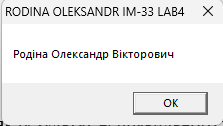 RODINA OLEKSANDR IM-33 LAB4
Родіна Олександр Вікторович
OK